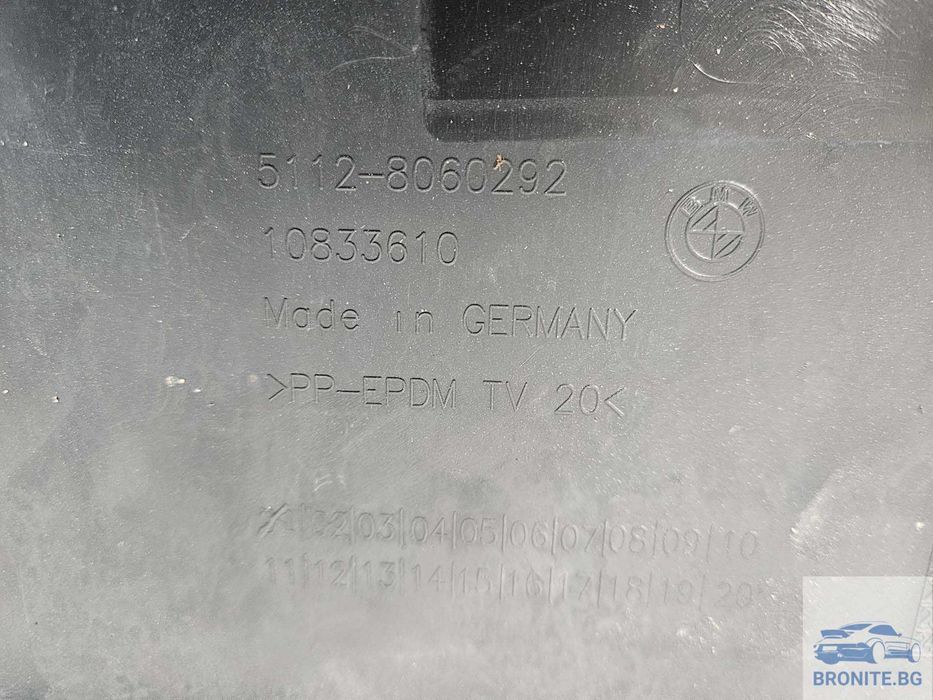 5112-8060292
BMW
10833610
Made in GERMANY
>PP-EPDM TV 20<
02|03|04|05|06|07|08|09|10
11|12|13|14|15|16|17|18|19|20
BRONITE.BG